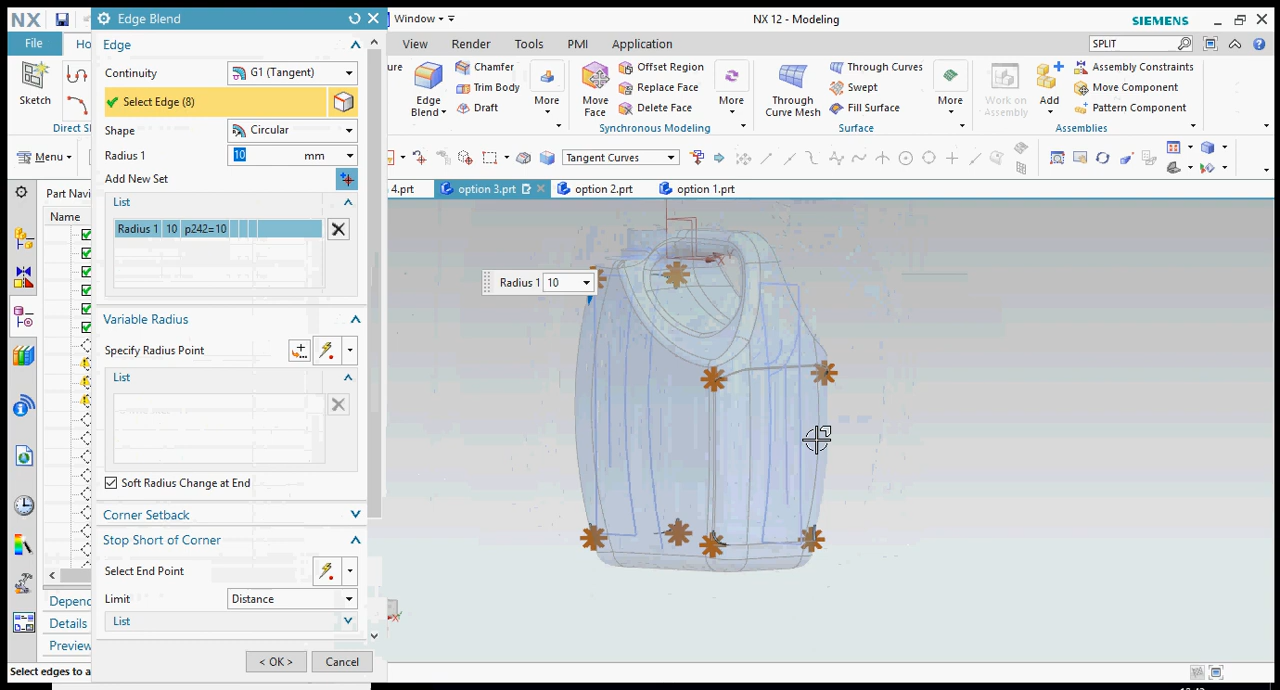 NX
Edge Blend
Window
NX 12 - Modeling
SIEMENS
File
Ho
Edge
View
Render
Tools
PMI
Application
SPLIT
Sketch
Direct S
Continuity
G1 (Tangent)
Select Edge (8)
Shape
Circular
Radius 1
10
mm
Add New Set
ure
Edge
Blend
Chamfer
Trim Body
Draft
More
Move
Face
Offset Region
Replace Face
Delete Face
More
Synchronous Modeling
Through
Curve Mesh
Through Curves
Swept
Fill Surface
More
Surface
Work on
Assembly
Add
Assembly Constraints
Move Component
Pattern Component
Assemblies
Menu
Tangent Curves
Part Navi
4.prt
option 3.prt
option 2.prt
option 1.prt
Name
List
Radius 1 10 p242=10
Radius 1 10
Variable Radius
Specify Radius Point
List
Soft Radius Change at End
Corner Setback
Stop Short of Corner
Select End Point
Limit
Distance
List
Depen
Details
Preview
< OK >
Cancel
Select edges to a